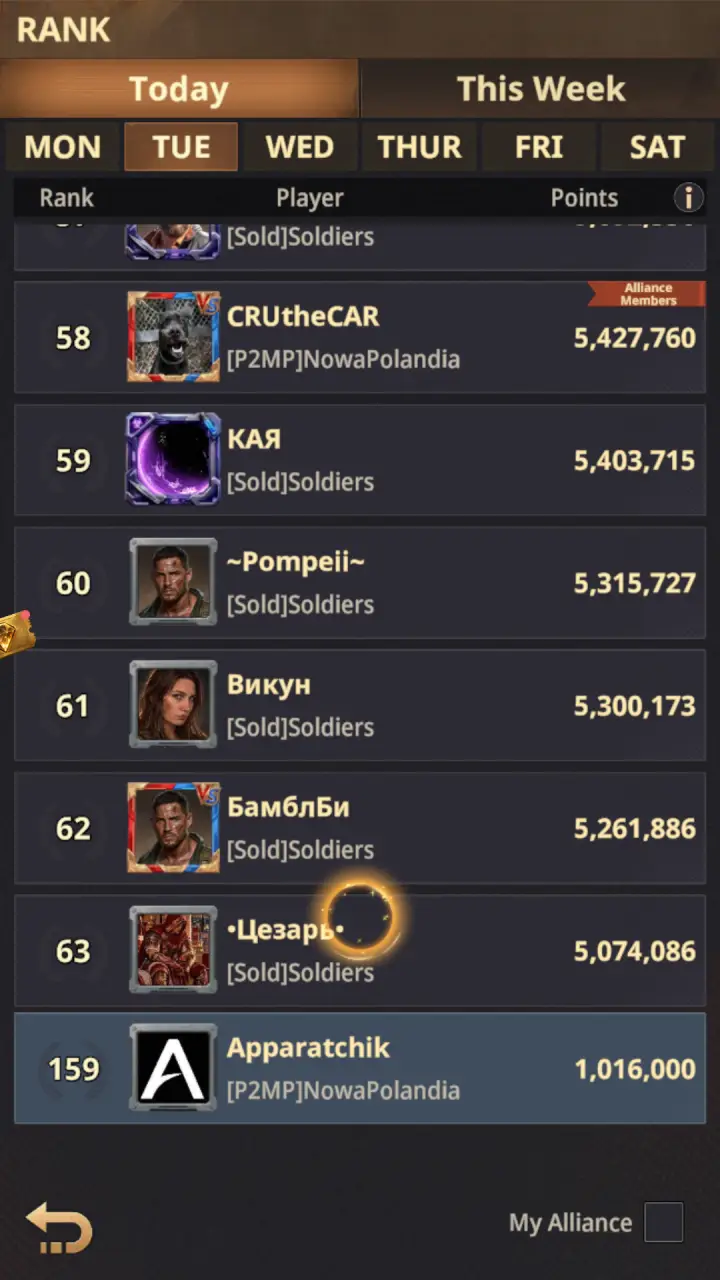 RANK
Today
This Week
MON
TUE
WED
THUR
FRI
SAT
Rank
Player
Points
[Sold]Soldiers
Alliance
Members
58
CRUtheCAR
5,427,760
[P2MP]NowaPolandia
59
КАЯ
5,403,715
[Sold]Soldiers
60
~Pompeii~
5,315,727
[Sold]Soldiers
61
Викун
5,300,173
[Sold]Soldiers
62
БамблБи
5,261,886
[Sold]Soldiers
63
•Цезарь•
5,074,086
[Sold]Soldiers
159
Apparatchik
1,016,000
[P2MP]NowaPolandia
My Alliance